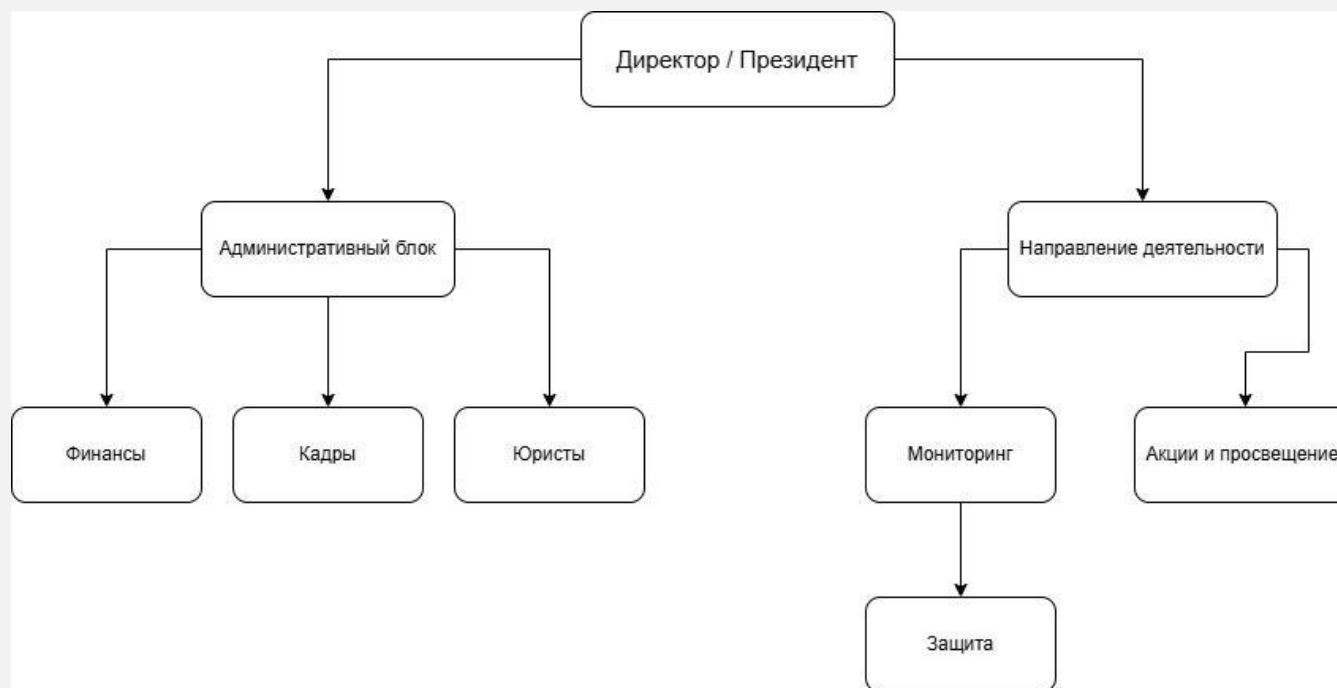 Директор / Президент
Административный блок
Направление деятельности
Финансы
Кадры
Юристы
Мониторинг
Акции и просвещение
Защита